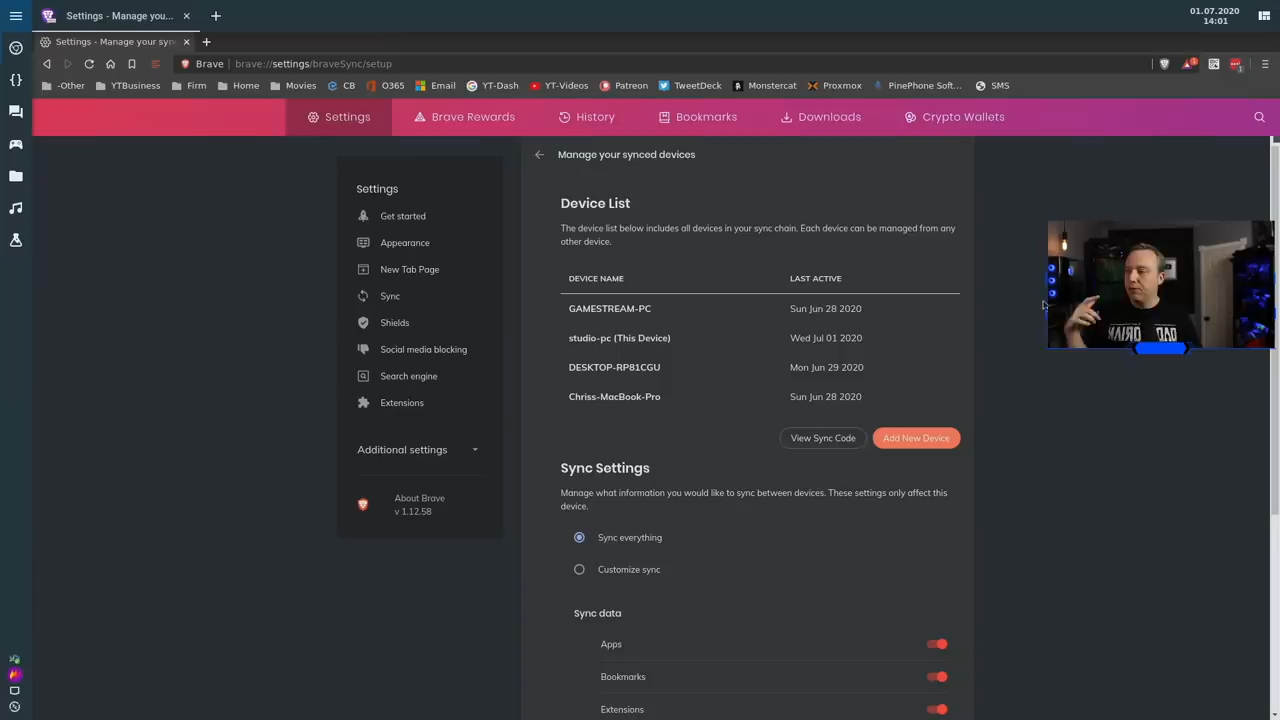 Settings - Manage you...
01.07.2020
14:01
Settings - Manage your sync
Brave
brave://settings/braveSync/setup
-Other
YTBusiness
Firm
Home
Movies
CB
O365
Email
YT-Dash
YT-Videos
Patreon
TweetDeck
Monstercat
Proxmox
PinePhone Soft...
SMS
Settings
Brave Rewards
History
Bookmarks
Downloads
Crypto Wallets
Settings
Get started
Appearance
New Tab Page
Sync
Shields
Social media blocking
Search engine
Extensions
Additional settings
About Brave
v 1.12.58
Manage your synced devices
Device List
The device list below includes all devices in your sync chain. Each device can be managed from any
other device.
DEVICE NAME
LAST ACTIVE
GAMESTREAM-PC
Sun Jun 28 2020
studio-pc (This Device)
Wed Jul 01 2020
DESKTOP-RP81CGU
Mon Jun 29 2020
Chriss-MacBook-Pro
Sun Jun 28 2020
View Sync Code
Add New Device
Sync Settings
Manage what information you would like to sync between devices. These settings only affect this
device.
Sync everything
Customize sync
Sync data
Apps
Bookmarks
Extensions